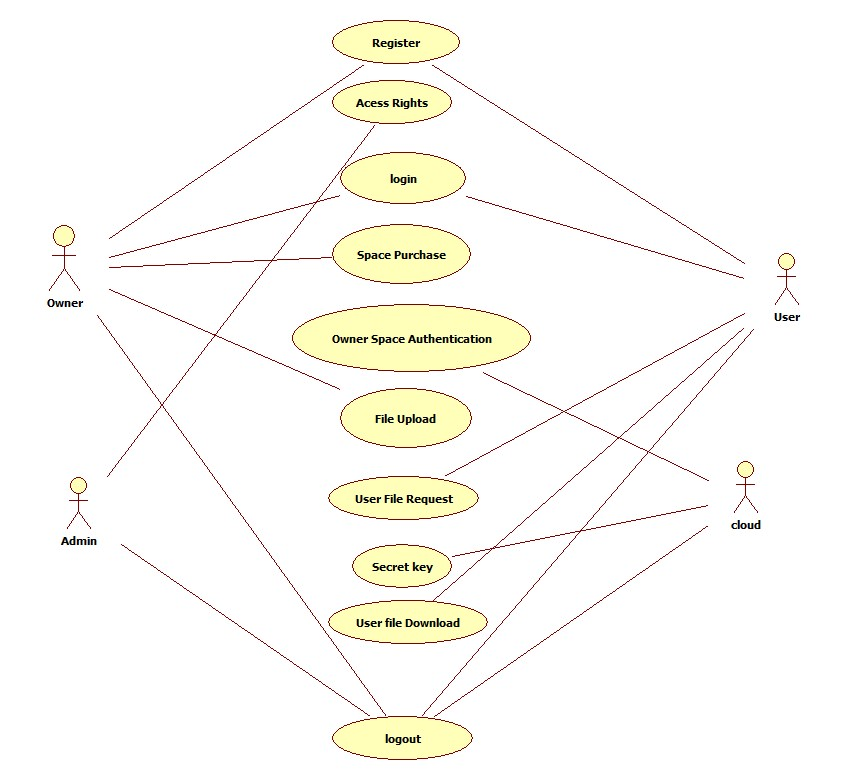 Register
Acess Rights
login
Space Purchase
Owner
User
Owner Space Authentication
File Upload
User File Request
cloud
Admin
Secret key
User file Download
logout